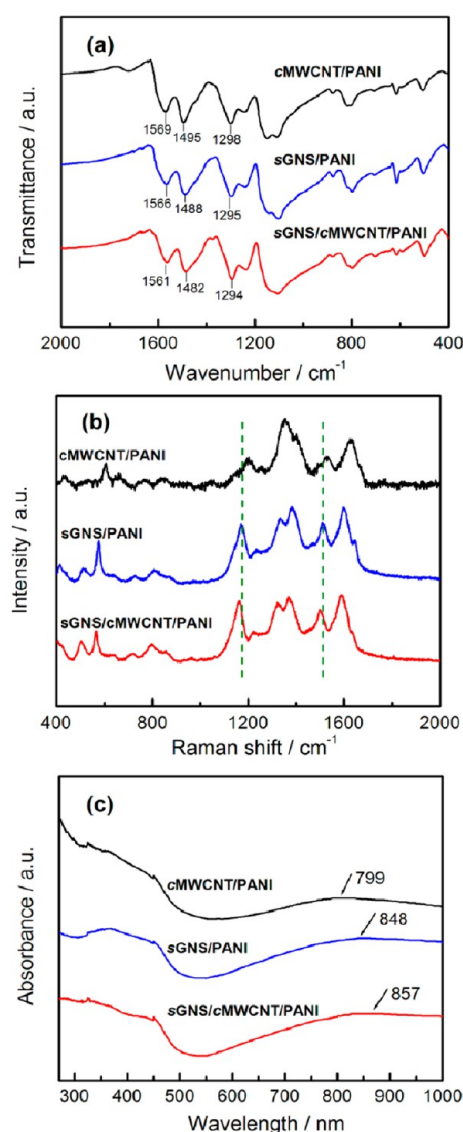 (a)
cMWCNT/PANI
1569 1495 1298
sGNS/PANI
1566 1488 1295
sGNS/cMWCNT/PANI
1561 1482 1294
Transmittance / a.u.
2000 1600 1200 800 400
Wavenumber / cm⁻¹
(b)
cMWCNT/PANI
sGNS/PANI
sGNS/cMWCNT/PANI
Intensity / a.u.
400 800 1200 1600 2000
Raman shift / cm⁻¹
(c)
799
cMWCNT/PANI
848
sGNS/PANI
857
sGNS/cMWCNT/PANI
Absorbance / a.u.
300 400 500 600 700 800 900 1000
Wavelength / nm